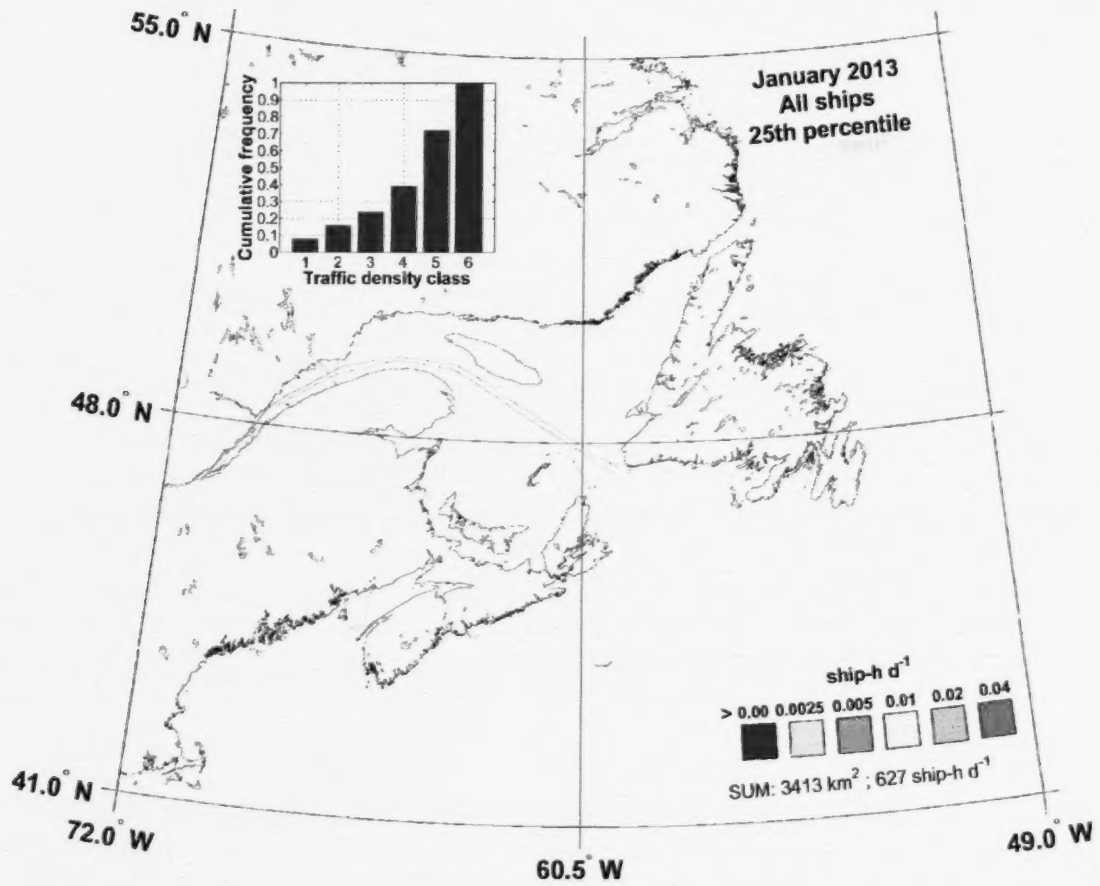 55.0° N
January 2013
All ships
25th percentile
Cumulative frequency
1
0.9
0.8
0.7
0.6
0.5
0.4
0.3
0.2
0.1
0
1 2 3 4 5 6
Traffic density class
48.0° N
ship-h d⁻¹
> 0.00 0.0025 0.005 0.01 0.02 0.04
SUM: 3413 km² ; 627 ship-h d⁻¹
41.0° N
72.0° W
60.5° W
49.0° W